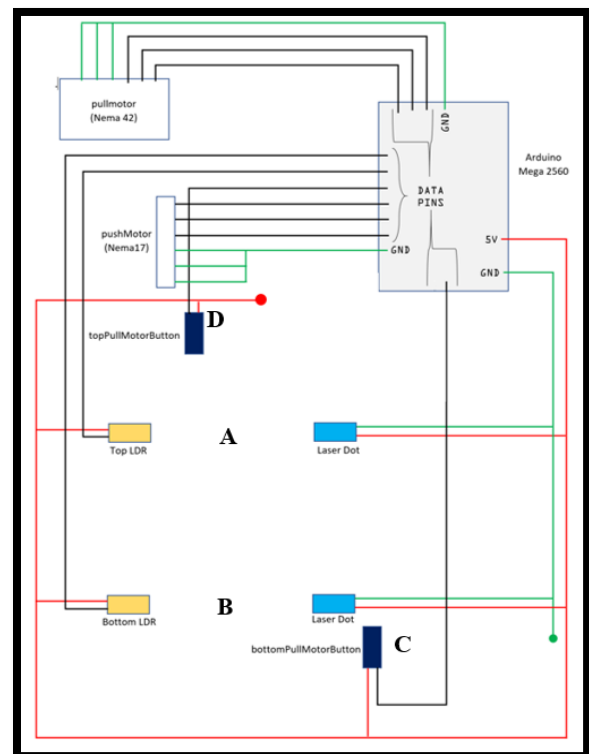 pullmotor
(Nema 42)
GND
Arduino
Mega 2560
DATA
PINS
pushMotor
(Nema17)
GND
5V
GND
D
topPullMotorButton
A
Top LDR
Laser Dot
B
Bottom LDR
Laser Dot
C
bottomPullMotorButton